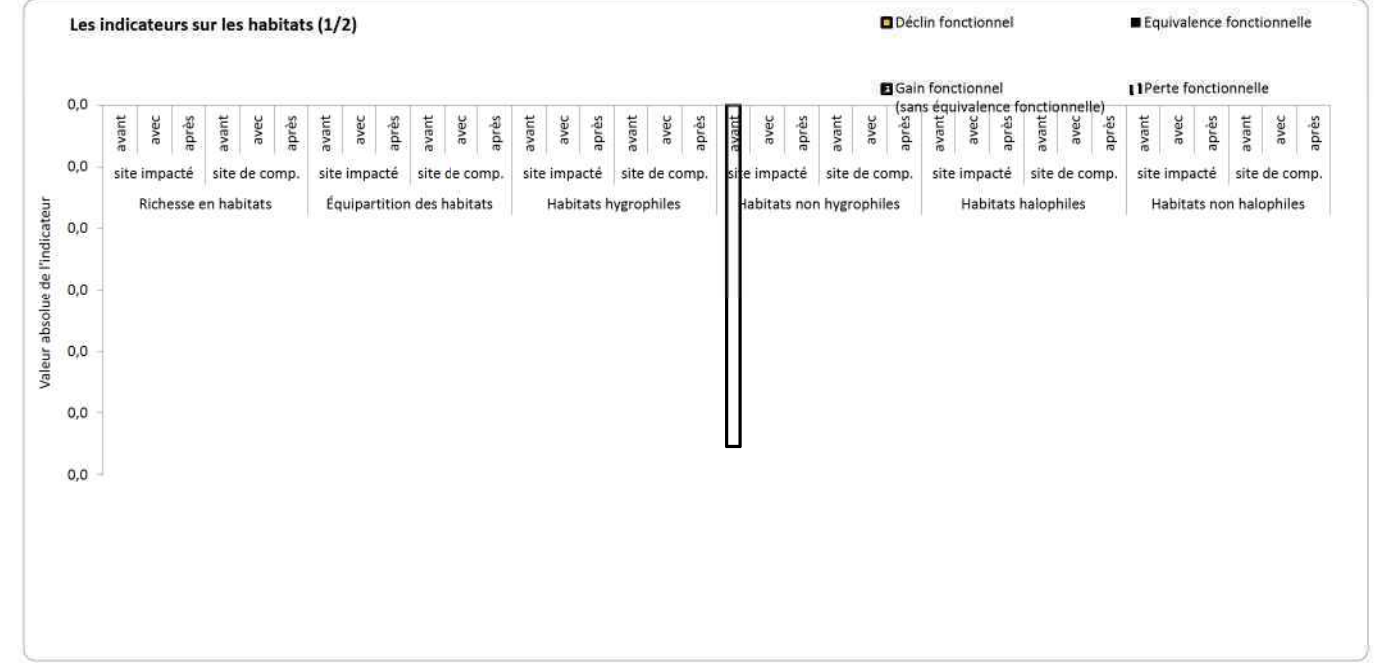 Les indicateurs sur les habitats (1/2)
Déclin fonctionnel
Equivalence fonctionnelle
Gain fonctionnel
(sans équivalence fonctionnelle)
Perte fonctionnelle
Valeur absolue de l'indicateur
0,0
0,0
0,0
0,0
0,0
0,0
0,0
avant avec après avant avec après avant avec après avant avec après avant avec après avant avec après avant avec après avant avec après avant avec après avant avec après avant avec après avant avec après
site impacté site de comp. site impacté site de comp. site impacté site de comp. site impacté site de comp. site impacté site de comp. site impacté site de comp.
Richesse en habitats Équipartition des habitats Habitats hygrophiles Habitats non hygrophiles Habitats halophiles Habitats non halophiles